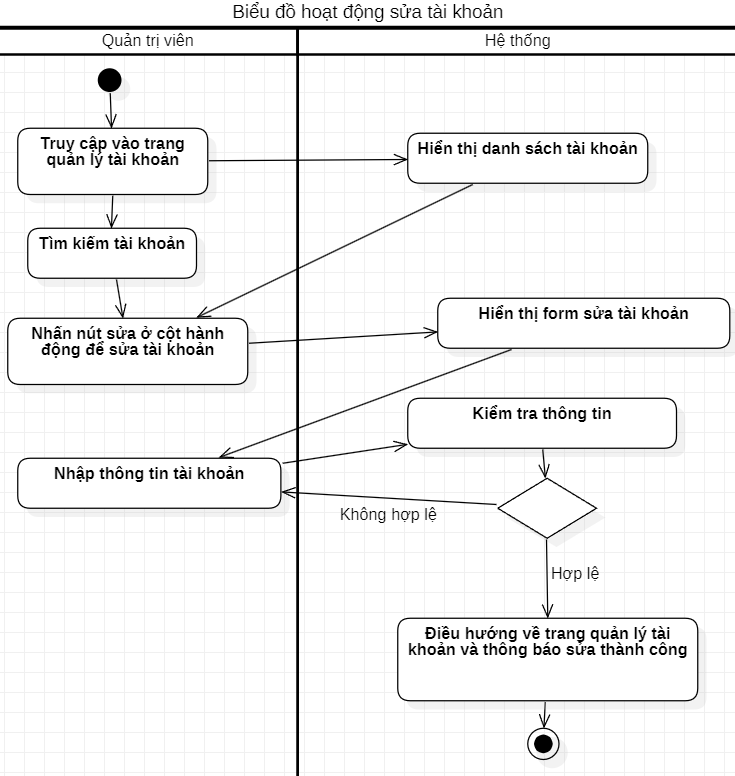 Biểu đồ hoạt động sửa tài khoản
Quản trị viên
Hệ thống
Truy cập vào trang
quản lý tài khoản
Hiển thị danh sách tài khoản
Tìm kiếm tài khoản
Nhấn nút sửa ở cột hành
động để sửa tài khoản
Hiển thị form sửa tài khoản
Kiểm tra thông tin
Nhập thông tin tài khoản
Không hợp lệ
Hợp lệ
Điều hướng về trang quản lý tài
khoản và thông báo sửa thành công